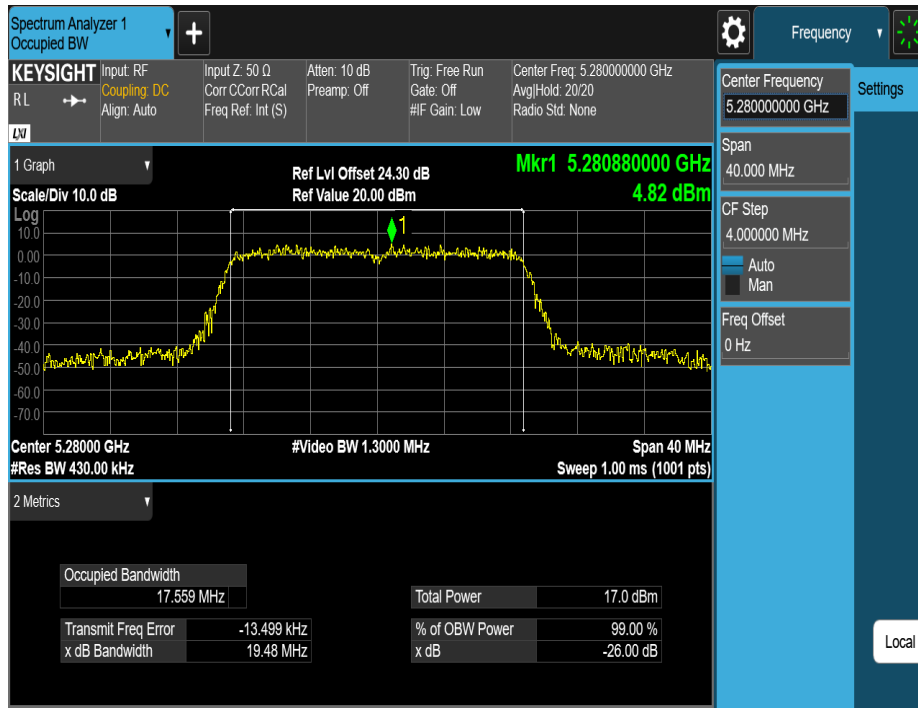 Spectrum Analyzer 1
Occupied BW
+
Frequency
KEYSIGHT
R L
LXI
Input: RF
Coupling: DC
Align: Auto
Input Z: 50 Ω
Corr CCorr RCal
Freq Ref: Int (S)
Atten: 10 dB
Preamp: Off
Trig: Free Run
Gate: Off
#IF Gain: Low
Center Freq: 5.280000000 GHz
Avg|Hold: 20/20
Radio Std: None
Center Frequency
5.280000000 GHz
Settings
Span
40.000 MHz
CF Step
4.000000 MHz
Auto
Man
Freq Offset
0 Hz
Local
1 Graph
Scale/Div 10.0 dB
Ref Lvl Offset 24.30 dB
Ref Value 20.00 dBm
Mkr1 5.280880000 GHz
4.82 dBm
Log
1
10.0
0.00
-10.0
-20.0
-30.0
-40.0
-50.0
-60.0
-70.0
Center 5.28000 GHz
#Video BW 1.3000 MHz
Span 40 MHz
#Res BW 430.00 kHz
Sweep 1.00 ms (1001 pts)
2 Metrics
Occupied Bandwidth
17.559 MHz
Total Power 17.0 dBm
Transmit Freq Error -13.499 kHz
% of OBW Power 99.00 %
x dB Bandwidth 19.48 MHz
x dB -26.00 dB